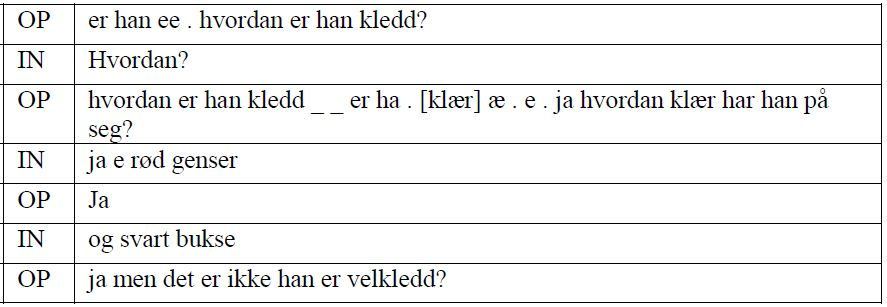 OP er han ee . hvordan er han kledd?
IN Hvordan?
OP hvordan er han kledd _ _ er ha . [klær] æ . e . ja hvordan klær har han på
seg?
IN ja e rød genser
OP Ja
IN og svart bukse
OP ja men det er ikke han er velkledd?